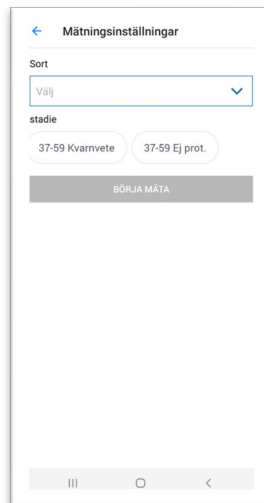 Mätningsinställningar
Sort
Välj
stadie
37-59 Kvarnvete 37-59 Ej prot.
BÖRJA MÄTA